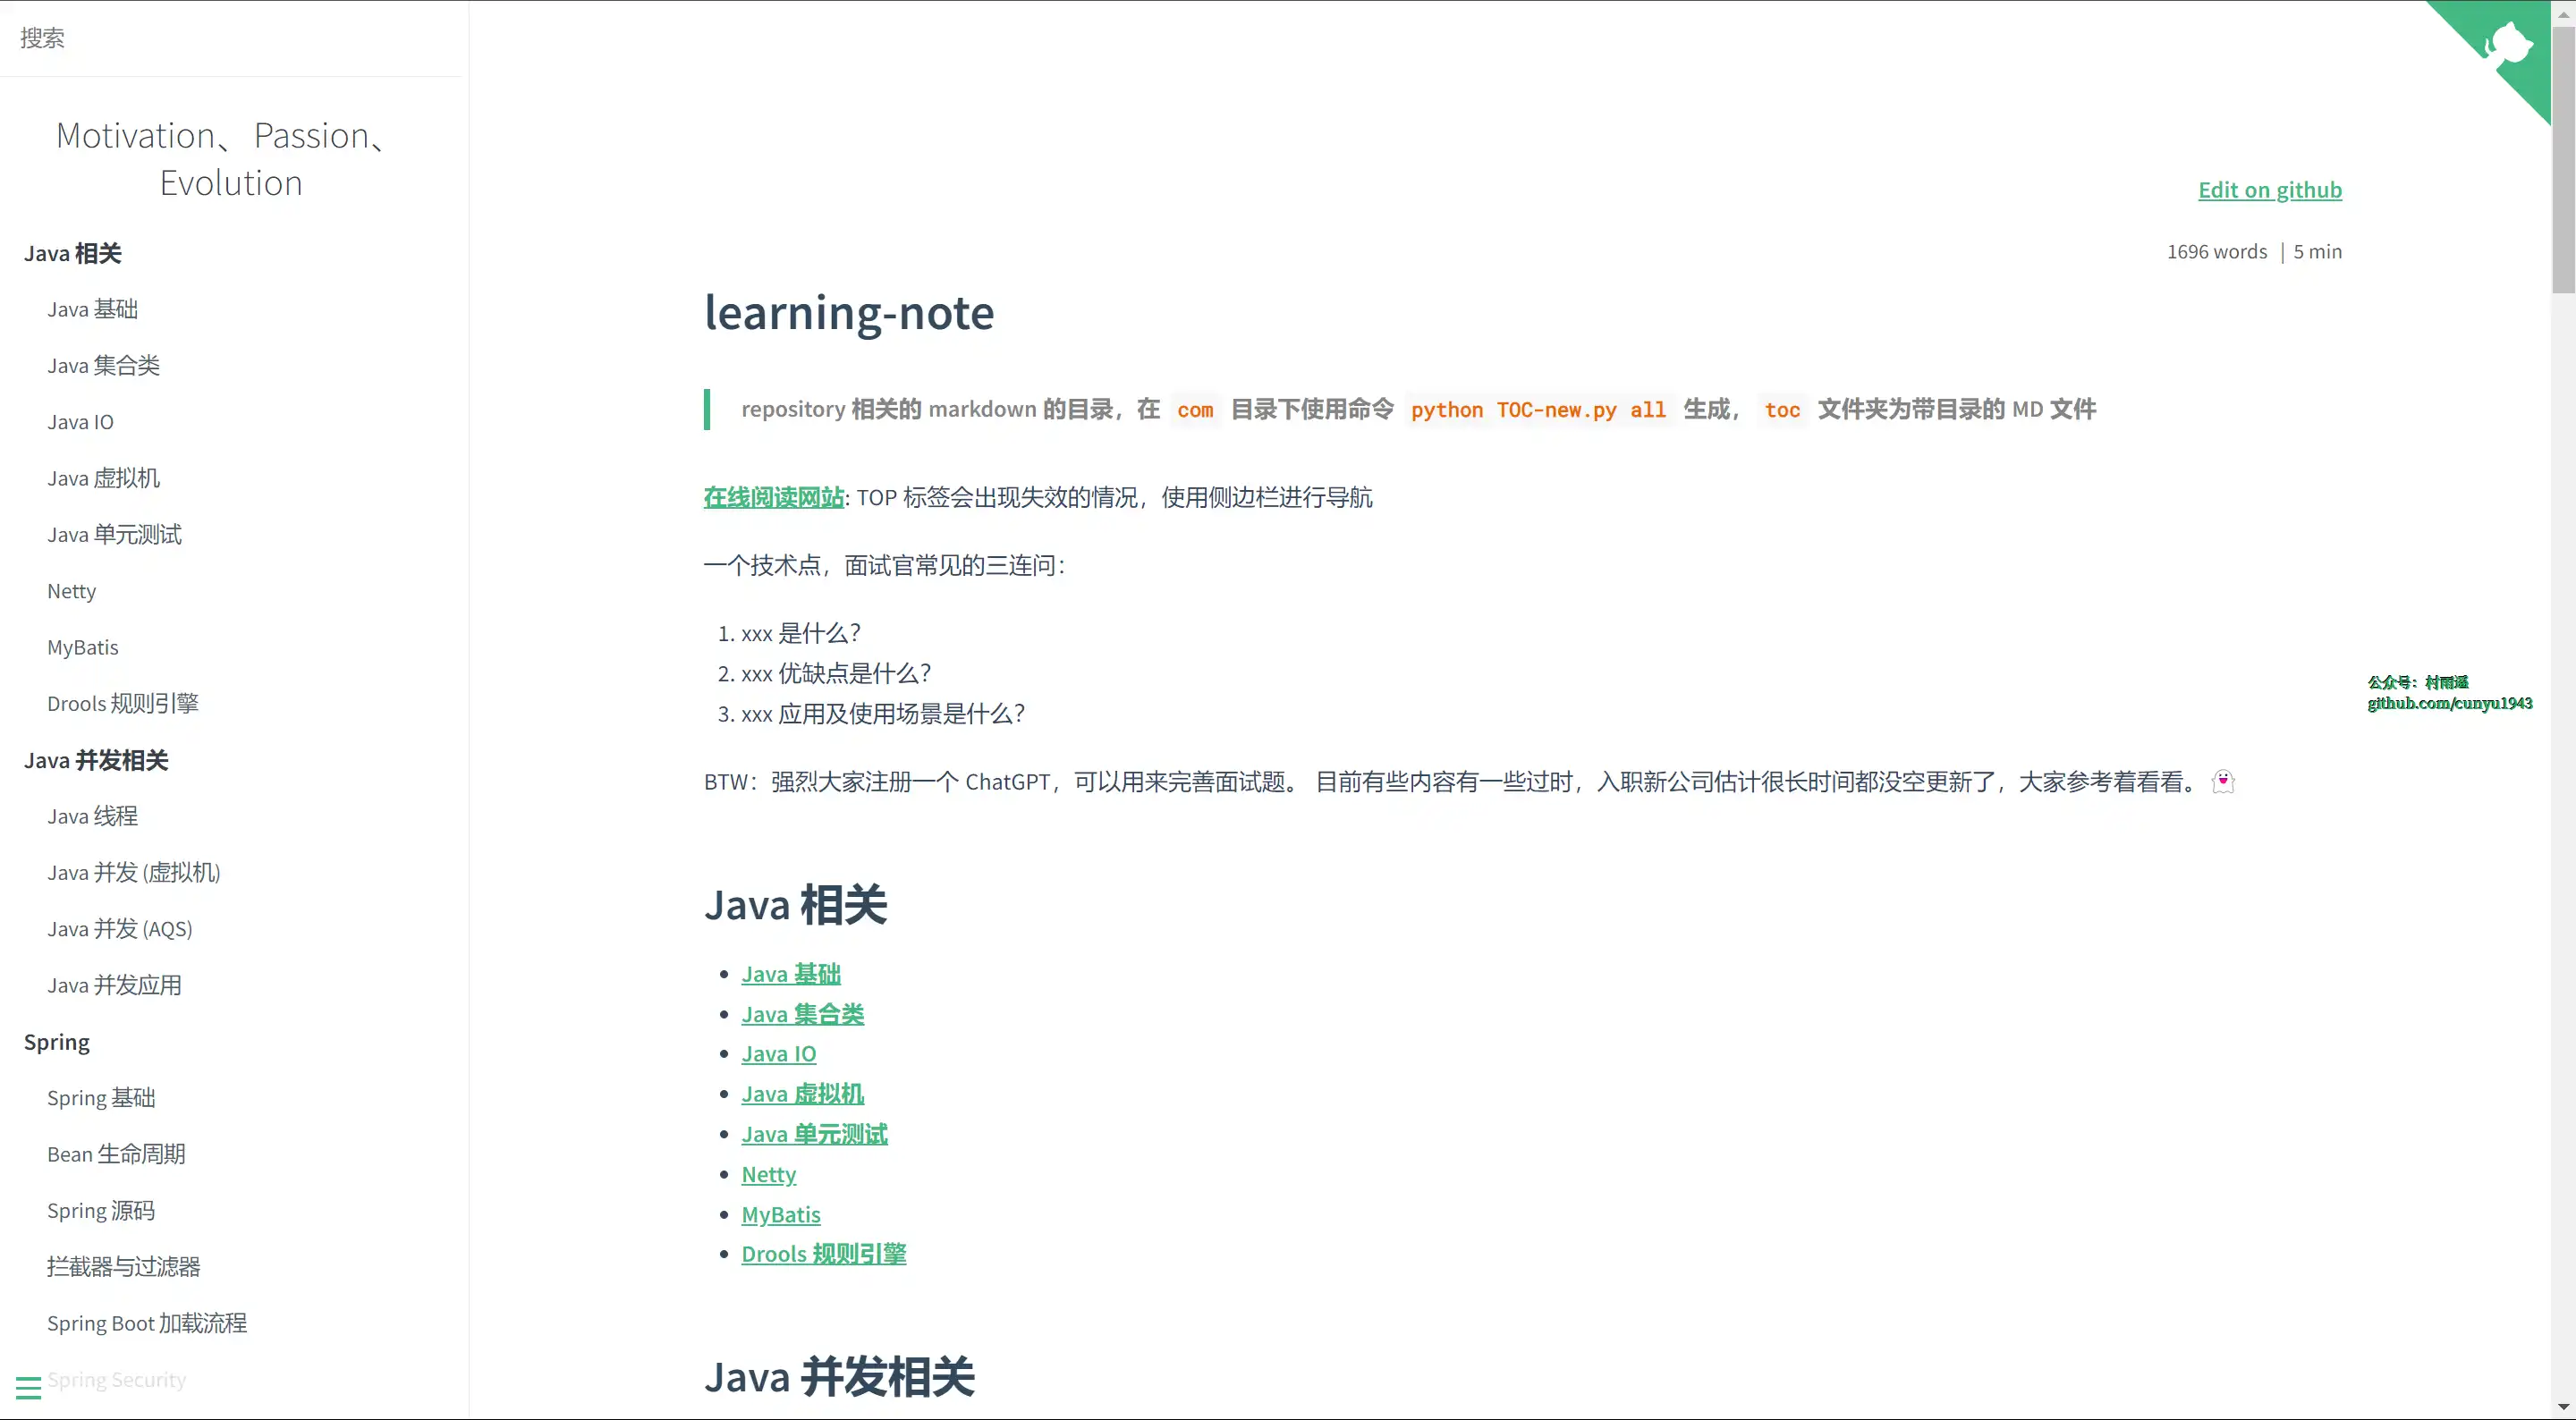 搜索
Motivation、Passion、
Evolution
Java 相关
Java 基础
Java 集合类
Java IO
Java 虚拟机
Java 单元测试
Netty
MyBatis
Drools 规则引擎
Java 并发相关
Java 线程
Java 并发 (虚拟机)
Java 并发 (AQS)
Java 并发应用
Spring
Spring 基础
Bean 生命周期
Spring 源码
拦截器与过滤器
Spring Boot 加载流程
Spring Security
Edit on github
1696 words | 5 min
learning-note
repository 相关的 markdown 的目录，在 com 目录下使用命令 python TOC-new.py all 生成， toc 文件夹为带目录的 MD 文件
在线阅读网站: TOP 标签会出现失效的情况，使用侧边栏进行导航
一个技术点，面试官常见的三连问：
1. xxx 是什么？
2. xxx 优缺点是什么？
3. xxx 应用及使用场景是什么？
BTW：强烈大家注册一个 ChatGPT，可以用来完善面试题。 目前有些内容有一些过时，入职新公司估计很长时间都没空更新了，大家参考着看看。👻
Java 相关
Java 基础
Java 集合类
Java IO
Java 虚拟机
Java 单元测试
Netty
MyBatis
Drools 规则引擎
Java 并发相关
公众号：村雨遥
github.com/cunyu1943